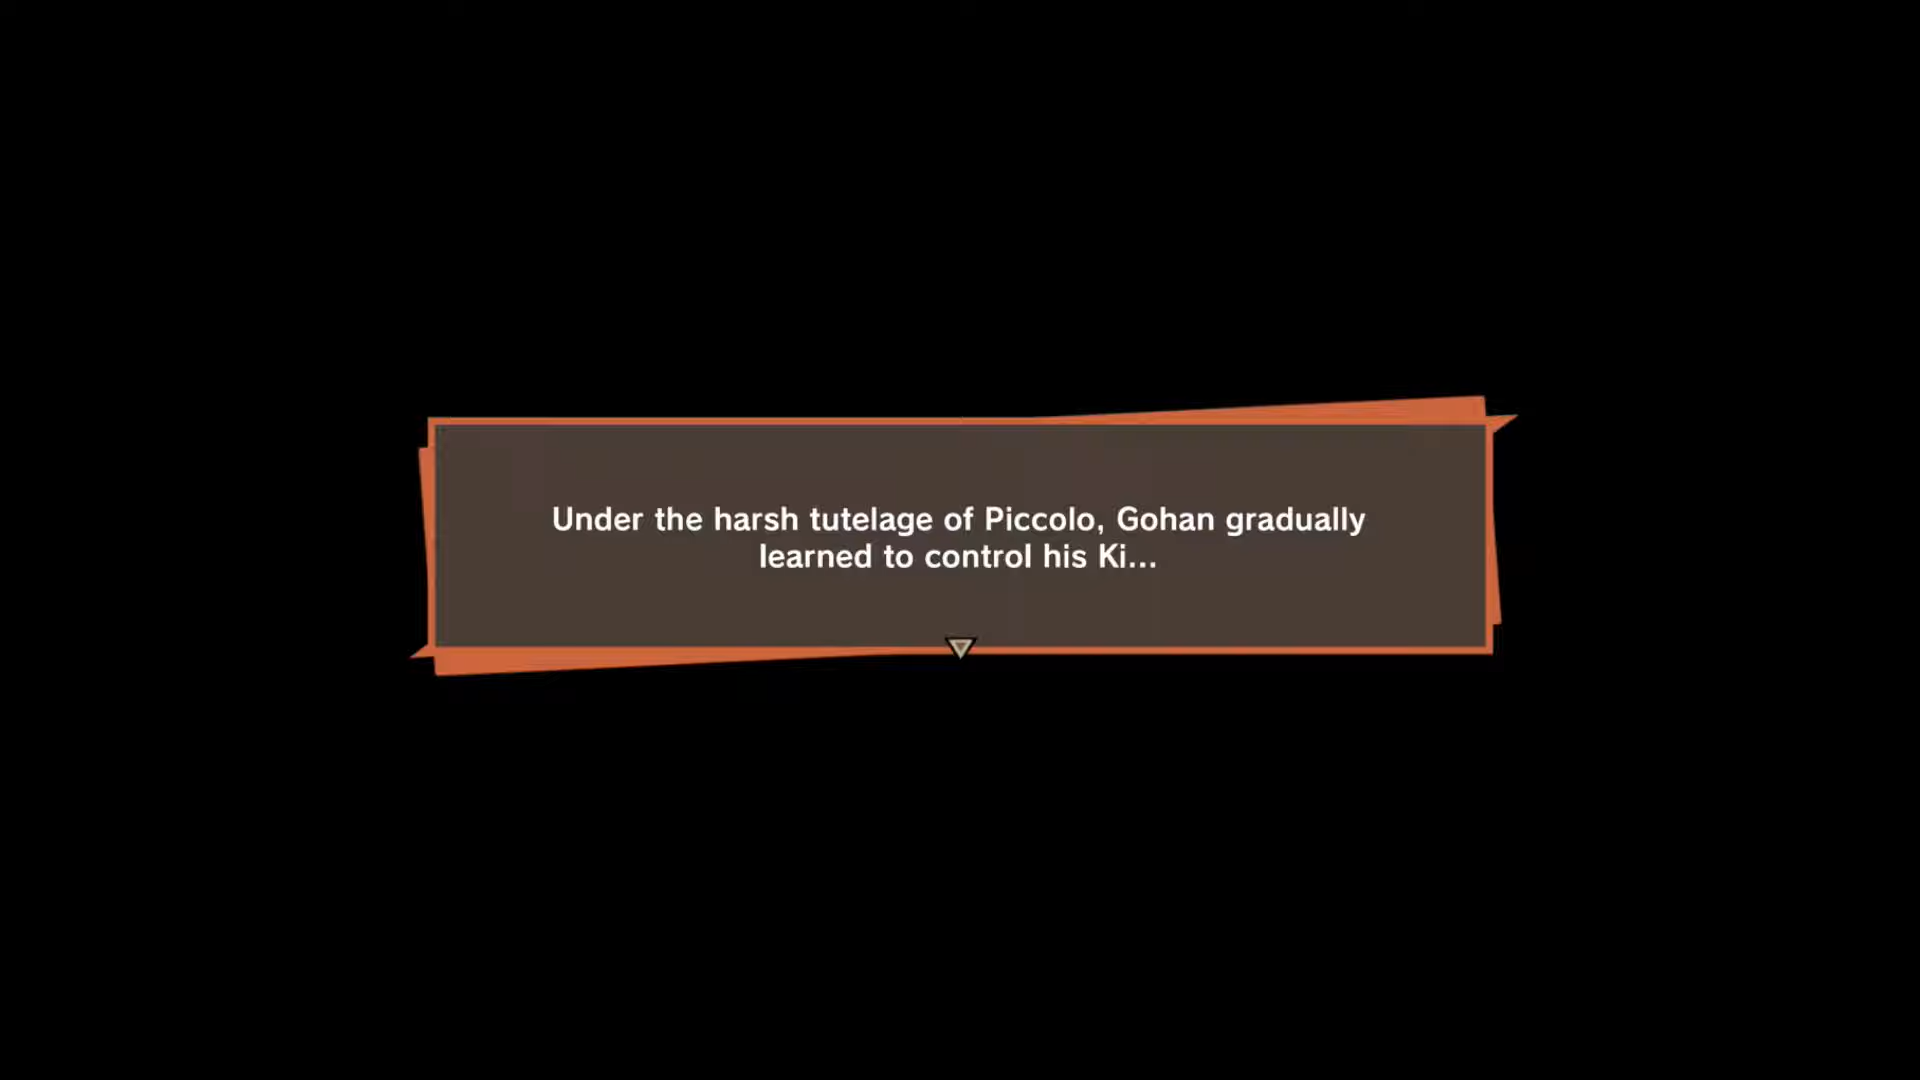 Under the harsh tutelage of Piccolo, Gohan gradually
learned to control his Ki...